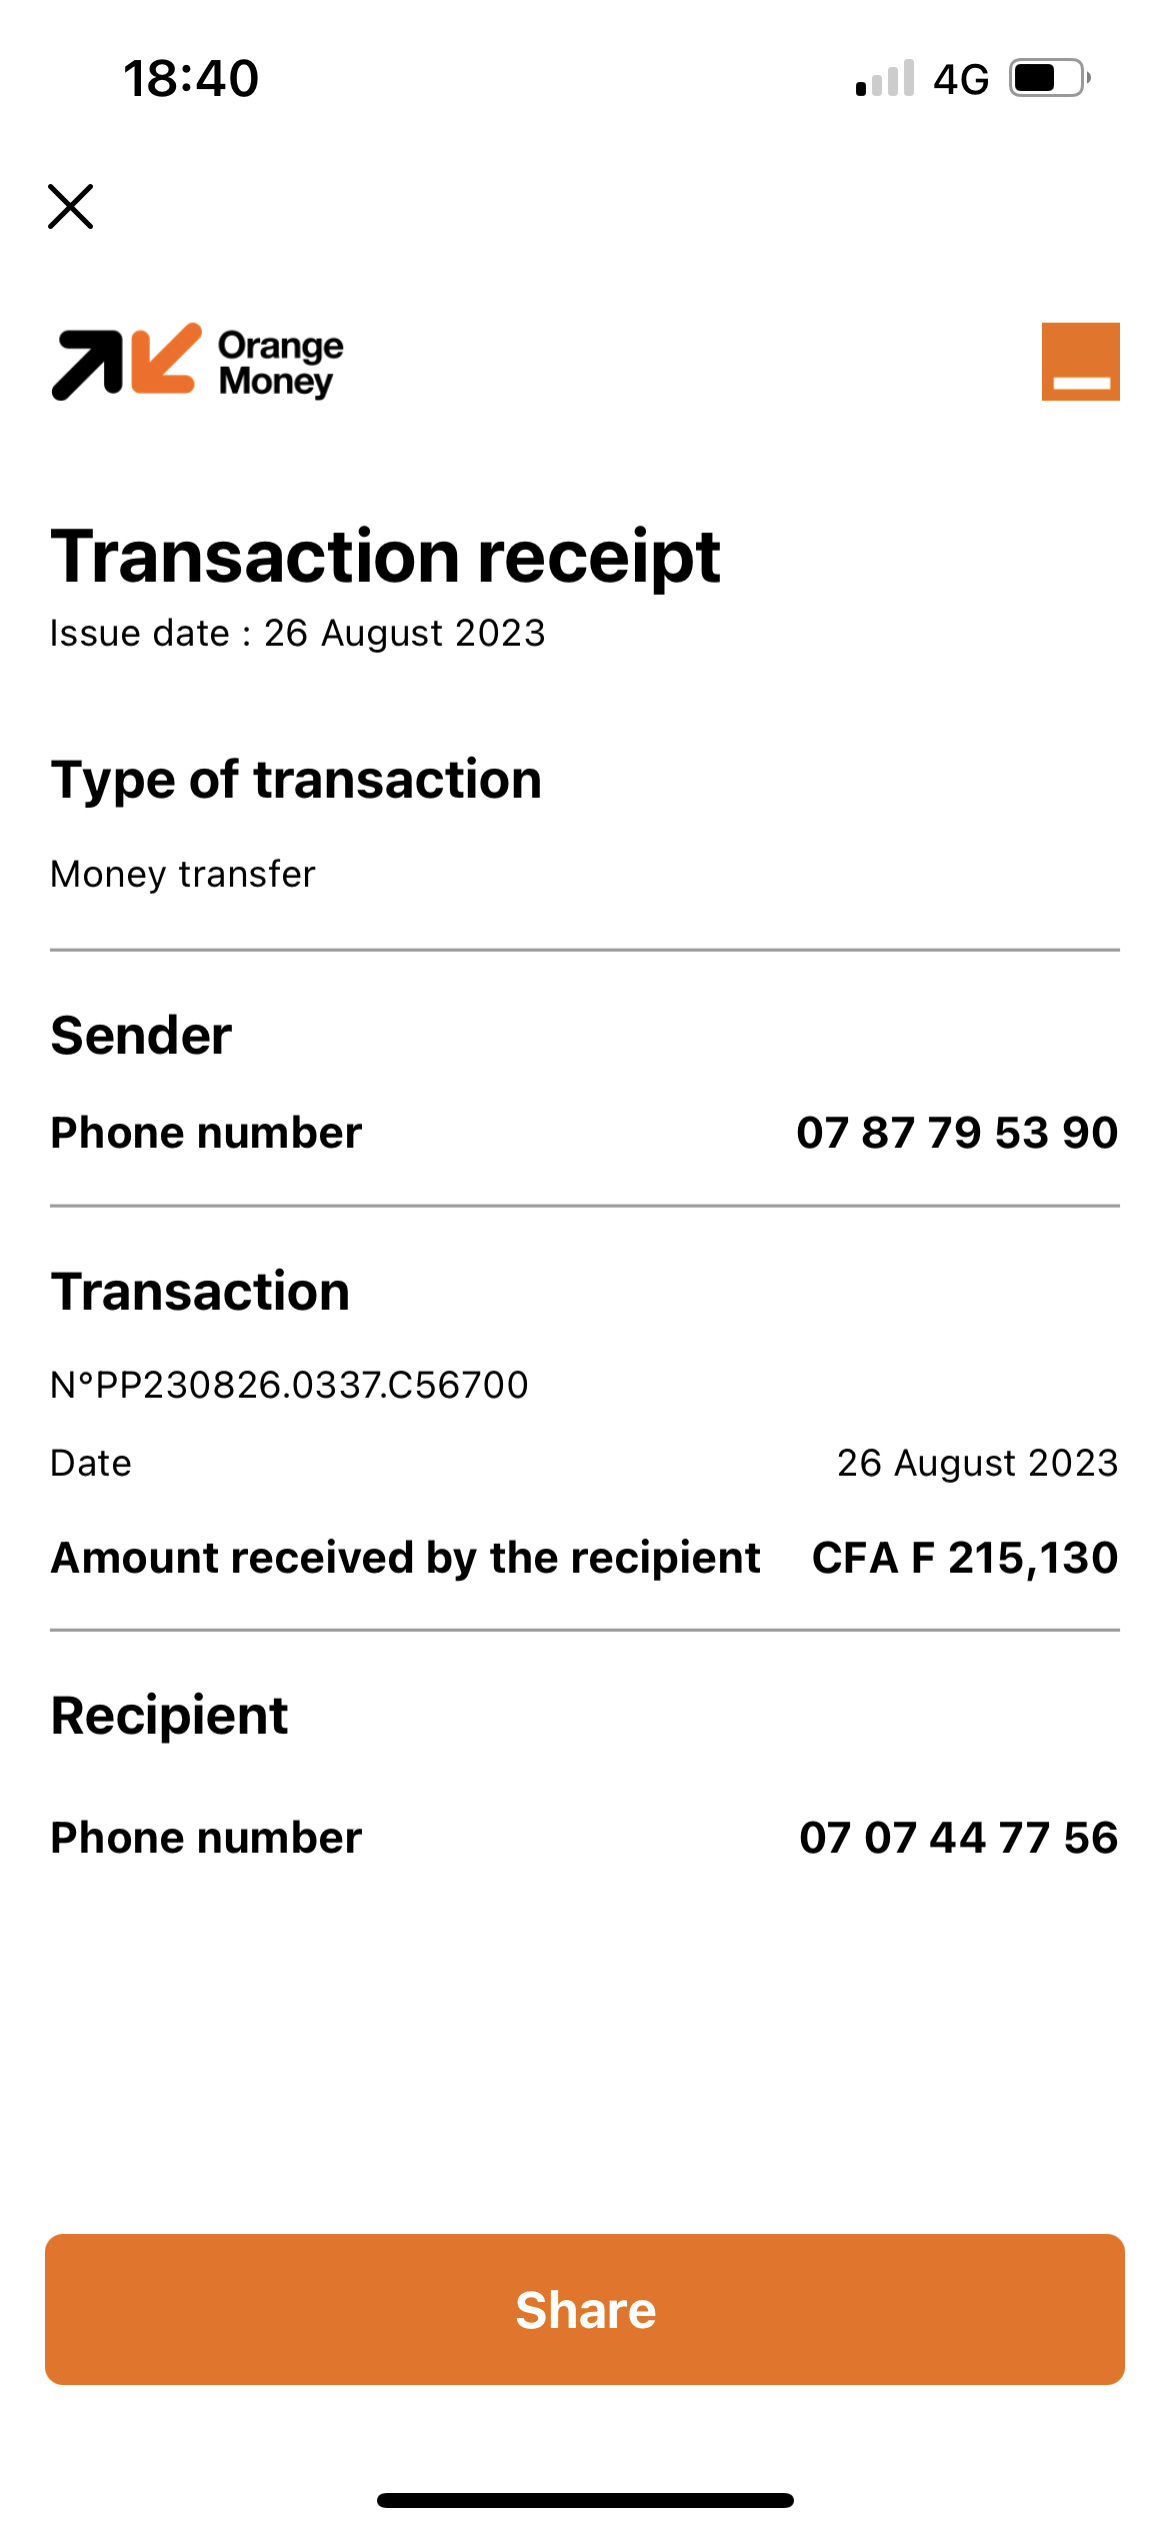 18:40 4G
Orange
Money
Transaction receipt
Issue date : 26 August 2023
Type of transaction
Money transfer
Sender
Phone number 07 87 79 53 90
Transaction
N°PP230826.0337.C56700
Date 26 August 2023
Amount received by the recipient CFA F 215,130
Recipient
Phone number 07 07 44 77 56
Share